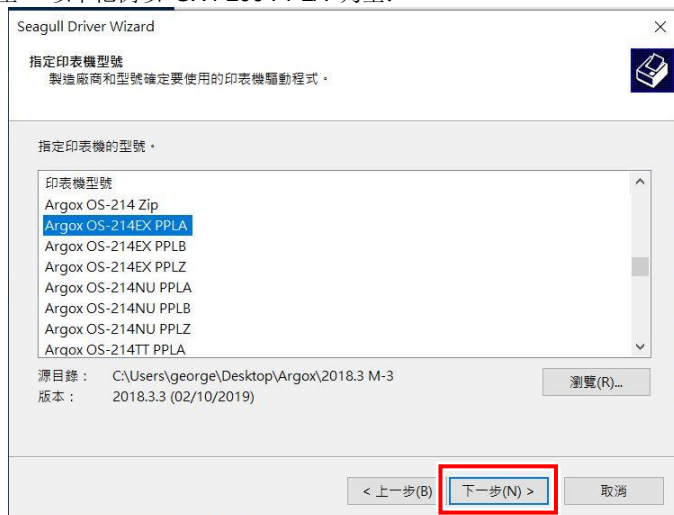 Seagull Driver Wizard
指定印表機型號
製造廠商和型號確定要使用的印表機驅動程式。
指定印表機的型號。
印表機型號
Argox OS-214 Zip
Argox OS-214EX PPLA
Argox OS-214EX PPLB
Argox OS-214EX PPLZ
Argox OS-214NU PPLA
Argox OS-214NU PPLB
Argox OS-214NU PPLZ
Argox OS-214TT PPLA
源目錄： C:\Users\george\Desktop\Argox\2018.3 M-3
瀏覽(R)...
版本： 2018.3.3 (02/10/2019)
< 上一步(B) 下一步(N) > 取消